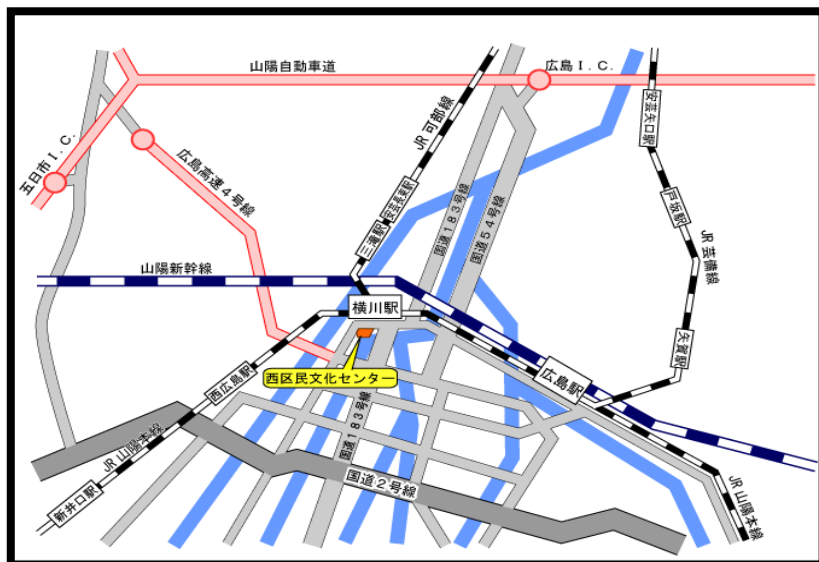 山陽自動車道
広島Ｉ.Ｃ.
五日市Ｉ.Ｃ.
広島高速４号線
JR可部線
安芸長束駅
三滝駅
国道１８３号線
国道５４号線
安芸矢口駅
戸坂駅
JR芸備線
矢賀駅
山陽新幹線
横川駅
西広島駅
西区民文化センター
広島駅
国道１８３号線
JR山陽本線
新井口駅
国道２号線
JR山陽本線